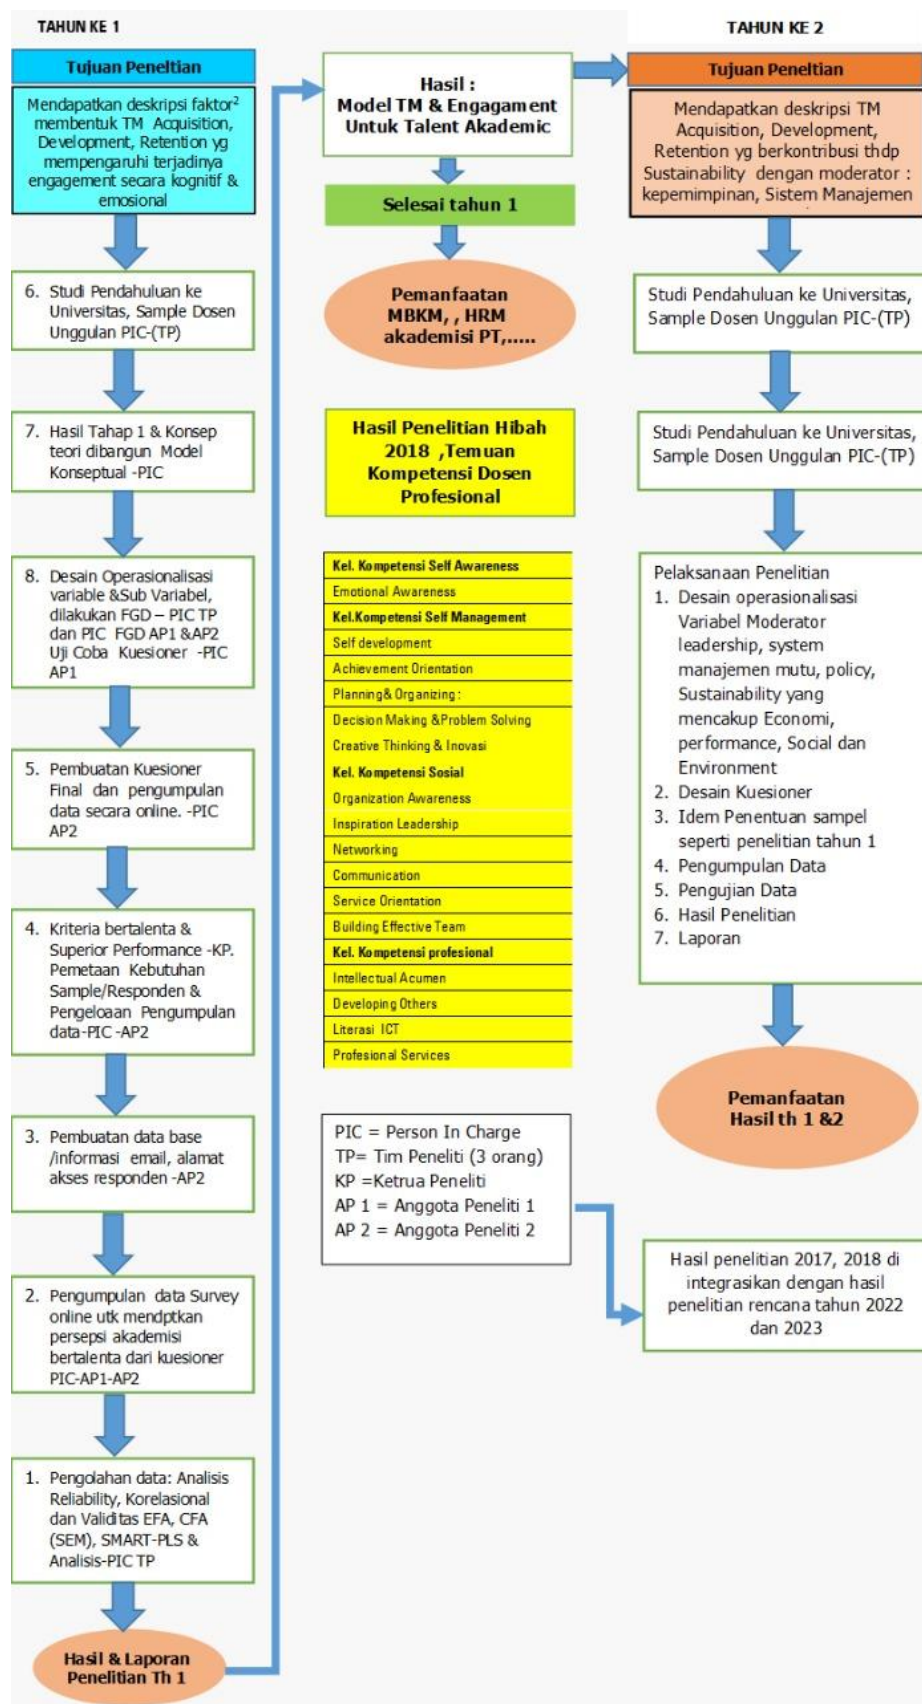 TAHUN KE 1
Tujuan Peneltian
Mendapatkan deskripsi faktor²
membentuk TM Acquisition,
Development, Retention yg
mempengaruhi terjadinya
engagement secara kognitif &
emosional
6. Studi Pendahuluan ke
Universitas, Sample Dosen
Unggulan PIC-(TP)
7. Hasil Tahap 1 & Konsep
teori dibangun Model
Konseptual -PIC
8. Desain Operasionalisasi
variable &Sub Variabel,
dilakukan FGD – PIC TP
dan PIC FGD AP1 &AP2
Uji Coba Kuesioner -PIC
AP1
5. Pembuatan Kuesioner
Final dan pengumpulan
data secara online. -PIC
AP2
4. Kriteria bertalenta &
Superior Performance -KP.
Pemetaan Kebutuhan
Sample/Responden &
Pengeloaan Pengumpulan
data-PIC -AP2
3. Pembuatan data base
/informasi email, alamat
akses responden -AP2
2. Pengumpulan data Survey
online utk mendptkan
persepsi akademisi
bertalenta dari kuesioner
PIC-AP1-AP2
1. Pengolahan data: Analisis
Reliability, Korelasional
dan Validitas EFA, CFA
(SEM), SMART-PLS &
Analisis-PIC TP
Hasil & Laporan
Penelitian Th 1
Hasil :
Model TM & Engagament
Untuk Talent Akademic
Selesai tahun 1
Pemanfaatan
MBKM, , HRM
akademisi PT,.....
Hasil Penelitian Hibah
2018 ,Temuan
Kompetensi Dosen
Profesional
Kel. Kompetensi Self Awareness
Emotional Awareness
Kel.Kompetensi Self Management
Self development
Achievement Orientation
Planning& Organizing :
Decision Making &Problem Solving
Creative Thinking & Inovasi
Kel. Kompetensi Sosial
Organization Awareness
Inspiration Leadership
Networking
Communication
Service Orientation
Building Effective Team
Kel. Kompetensi profesional
Intellectual Acumen
Developing Others
Literasi ICT
Profesional Services
PIC = Person In Charge
TP= Tim Peneliti (3 orang)
KP =Ketrua Peneliti
AP 1 = Anggota Peneliti 1
AP 2 = Anggota Peneliti 2
TAHUN KE 2
Tujuan Peneltian
Mendapatkan deskripsi TM
Acquisition, Development,
Retention yg berkontribusi thdp
Sustainability dengan moderator :
kepemimpinan, Sistem Manajemen
Studi Pendahuluan ke Universitas,
Sample Dosen Unggulan PIC-(TP)
Studi Pendahuluan ke Universitas,
Sample Dosen Unggulan PIC-(TP)
Pelaksanaan Penelitian
1. Desain operasionalisasi
Variabel Moderator
leadership, system
manajemen mutu, policy,
Sustainability yang
mencakup Economi,
performance, Social dan
Environment
2. Desain Kuesioner
3. Idem Penentuan sampel
seperti penelitian tahun 1
4. Pengumpulan Data
5. Pengujian Data
6. Hasil Penelitian
7. Laporan
Pemanfaatan
Hasil th 1 &2
Hasil penelitian 2017, 2018 di
integrasikan dengan hasil
penelitian rencana tahun 2022
dan 2023